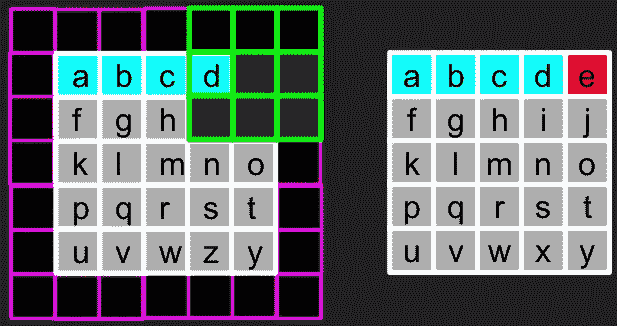 a b c d
f g h
k l m n o
p q r s t
u v w z y
a b c d e
f g h i j
k l m n o
p q r s t
u v w x y